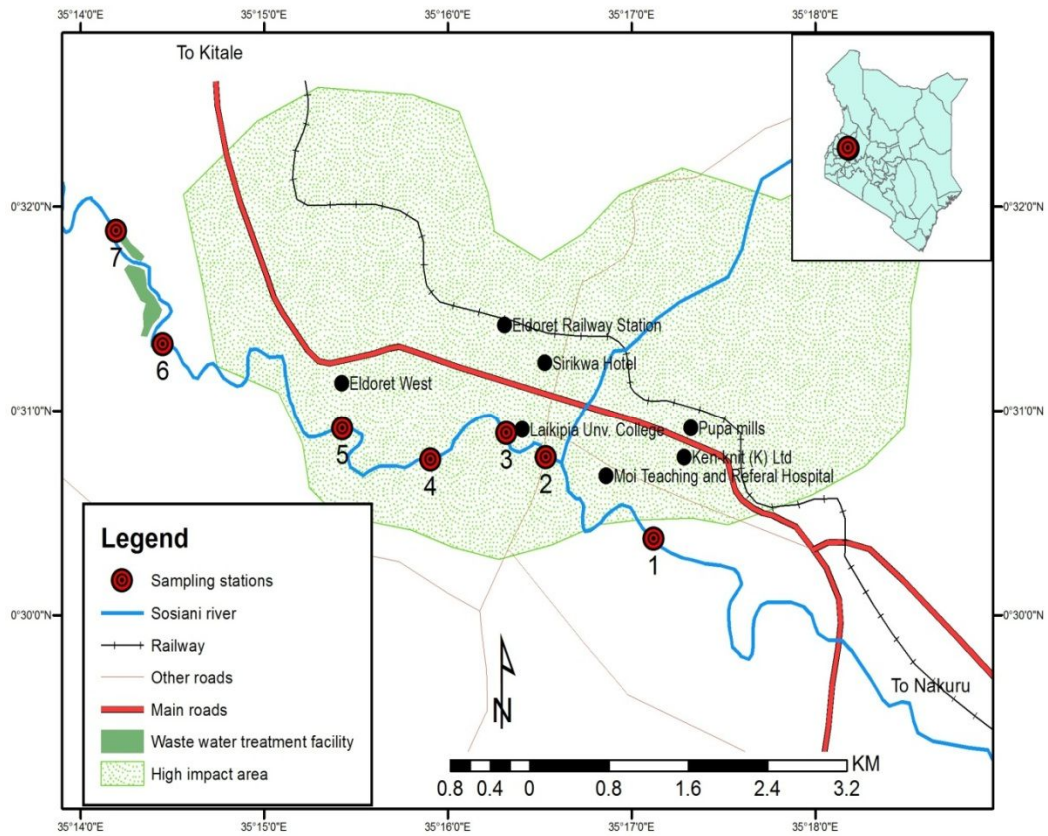 35°14'0"E 35°15'0"E 35°16'0"E 35°17'0"E 35°18'0"E
To Kitale
0°32'0"N 0°32'0"N
7
Eldoret Railway Station
6
Sirikwa Hotel
Eldoret West
0°31'0"N 0°31'0"N
Laikipia Unv. College
Pupa mills
5
3
2
4
Ken-knit (K) Ltd
Moi Teaching and Referal Hospital
1
0°30'0"N 0°30'0"N
To Nakuru
Legend
Sampling stations
Sosiani river
Railway
Other roads
Main roads
Waste water treatment facility
High impact area
N
KM
0.8 0.4 0 0.8 1.6 2.4 3.2
35°14'0"E 35°15'0"E 35°16'0"E 35°17'0"E 35°18'0"E